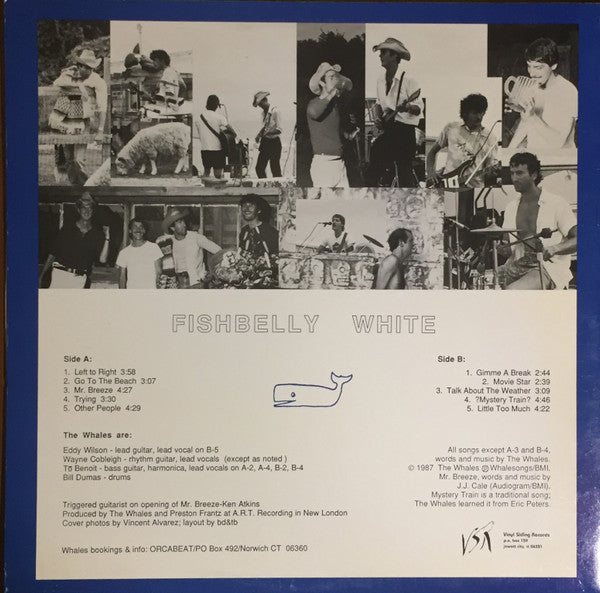 FISHBELLY WHITE
Side A:
1. Left to Right 3:58
2. Go To The Beach 3:07
3. Mr. Breeze 4:27
4. Trying 3:30
5. Other People 4:29
Side B:
1. Gimme A Break 2:44
2. Movie Star 2:39
3. Talk About The Weather 3:09
4. ?Mystery Train? 4:46
5. Little Too Much 4:22
The Whales are:
Eddy Wilson - lead guitar, lead vocal on B-5
Wayne Cobleigh - rhythm guitar, lead vocals (except as noted )
Benoit - bass guitar, harmonica, lead vocals on A-2, A-4, B-2, B-4
Bill Dumas - drums
Triggered guitarist on opening of Mr. Breeze-Ken Atkins
Produced by The Whales and Preston Frantz at A.R.T. Recording in New London
Cover photos by Vincent Alvarez; layout by bd&tb
Whales bookings & info: ORCABEAT/PO Box 492/Norwich CT 06360
All songs except A-3 and B-4,
words and music by The Whales.
© 1987 The Whales ℗Whalesongs/BMI.
Mr. Breeze, words and music by
J.J. Cale (Audiogram/BMI).
Mystery Train is a traditional song;
The Whales learned it from Eric Peters.
VSR
Vinyl Siding Records
p.o. box 159
jewett city, ct 06351